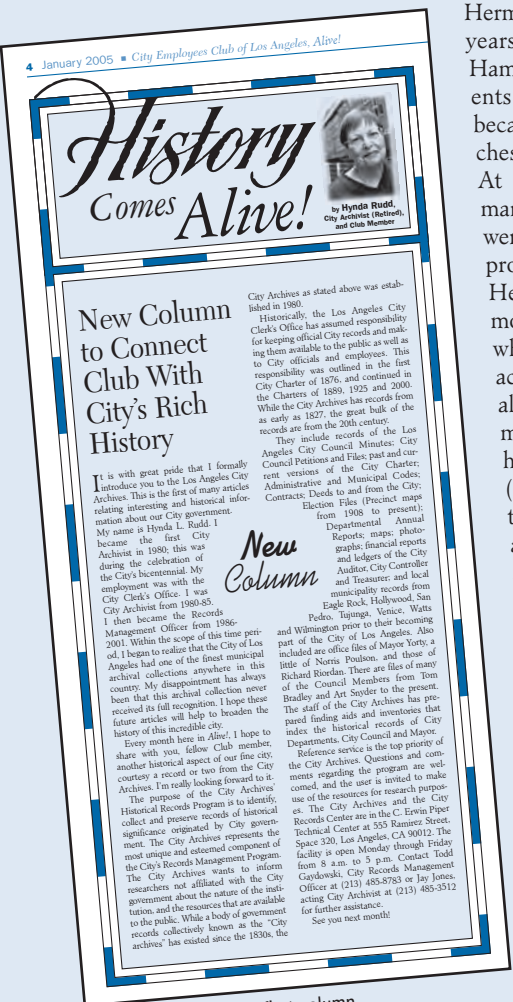 4 January 2005 ■ City Employees Club of Los Angeles, Alive!
History
Comes Alive!
by Hynda Rudd,
City Archivist (Retired),
and Club Member
New Column
to Connect
Club With
City's Rich
History
It is with great pride that I formally
introduce you to the Los Angeles City
Archives. This is the first of many articles
relating interesting and historical infor-
mation about our City government.
My name is Hynda L. Rudd. I
became the first City
Archivist in 1980; this was
during the celebration of
the City's bicentennial. My
employment was with the
City Clerk's Office. I was
City Archivist from 1980-85.
I then became the Records
Management Officer from 1986-
2001. Within the scope of this time peri-
od, I began to realize that the City of Los
Angeles had one of the finest municipal
archival collections anywhere in this
country. My disappointment has always
been that this archival collection never
received its full recognition. I hope these
future articles will help to broaden the
history of this incredible city.
Every month here in Alive!, I hope to
share with you, fellow Club member,
another historical aspect of our fine city,
courtesy a record or two from the City
Archives. I'm really looking forward to it.
The purpose of the City Archives'
Historical Records Program is to identify,
collect and preserve records of historical
significance originated by City govern-
ment. The City Archives represents the
most unique and esteemed component of
the City's Records Management Program.
The City Archives wants to inform
researchers not affiliated with the City
government about the nature of the insti-
tution, and the resources that are available
to the public. While a body of government
records collectively known as the "City
archives" has existed since the 1830s, the
New
Column
City Archives as stated above was estab-
lished in 1980.
Historically, the Los Angeles City
Clerk's Office has assumed responsibility
for keeping official City records and mak-
ing them available to the public as well as
to City officials and employees. This
responsibility was outlined in the first
City Charter of 1876, and continued in
the Charters of 1889, 1925 and 2000.
While the City Archives has records from
as early as 1827, the great bulk of the
records are from the 20th century.
They include records of the Los
Angeles City Council Minutes; City
Council Petitions and Files; past and cur-
rent versions of the City Charter;
Administrative and Municipal Codes;
Contracts; Deeds to and from the City;
Election Files (Precinct maps
from 1908 to present);
Departmental Annual
Reports; maps; photo-
graphs; financial reports
and ledgers of the City
Auditor, City Controller
and Treasurer; and local
municipality records from
Eagle Rock, Hollywood, San
Pedro, Tujunga, Venice, Watts
and Wilmington prior to their becoming
part of the City of Los Angeles. Also
included are office files of Mayor Yorty, a
little of Norris Poulson, and those of
Richard Riordan. There are files of many
of the Council Members from Tom
Bradley and Art Snyder to the present.
The staff of the City Archives has pre-
pared finding aids and inventories that
index the historical records of City
Departments, City Council and Mayor.
Reference service is the top priority of
the City Archives. Questions and com-
ments regarding the program are wel-
comed, and the user is invited to make
use of the resources for research purpos-
es. The City Archives and the City
Records Center are in the C. Erwin Piper
Technical Center at 555 Ramirez Street,
Space 320, Los Angeles, CA 90012. The
facility is open Monday through Friday
from 8 a.m. to 5 p.m. Contact Todd
Gaydowski, City Records Management
Officer at (213) 485-8783 or Jay Jones,
acting City Archivist at (213) 485-3512
for further assistance.
See you next month!
Herm
years
Ham
ents
beca
ches
At
mar
wer
pro
He
mo
wh
ac
al
m
h
(
t
a